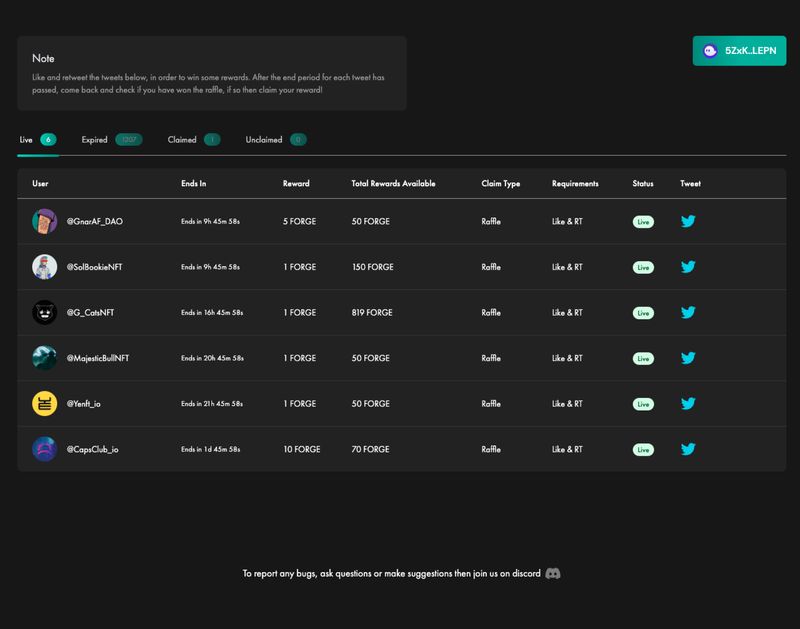 Note
5ZxK..LEPN
Like and retweet the tweets below, in order to win some rewards. After the end period for each tweet has
passed, come back and check if you have won the raffle, if so then claim your reward!
Live 6 Expired 1207 Claimed 1 Unclaimed 0
User Ends In Reward Total Rewards Available Claim Type Requirements Status Tweet
@GnarAF_DAO Ends in 9h 45m 58s 5 FORGE 50 FORGE Raffle Like & RT Live
@SolBookieNFT Ends in 9h 45m 58s 1 FORGE 150 FORGE Raffle Like & RT Live
@G_CatsNFT Ends in 16h 45m 58s 1 FORGE 819 FORGE Raffle Like & RT Live
@MajesticBullNFT Ends in 20h 45m 58s 1 FORGE 50 FORGE Raffle Like & RT Live
@Yenft_io Ends in 21h 45m 58s 1 FORGE 50 FORGE Raffle Like & RT Live
@CapsClub_io Ends in 1d 45m 58s 10 FORGE 70 FORGE Raffle Like & RT Live
To report any bugs, ask questions or make suggestions then join us on discord